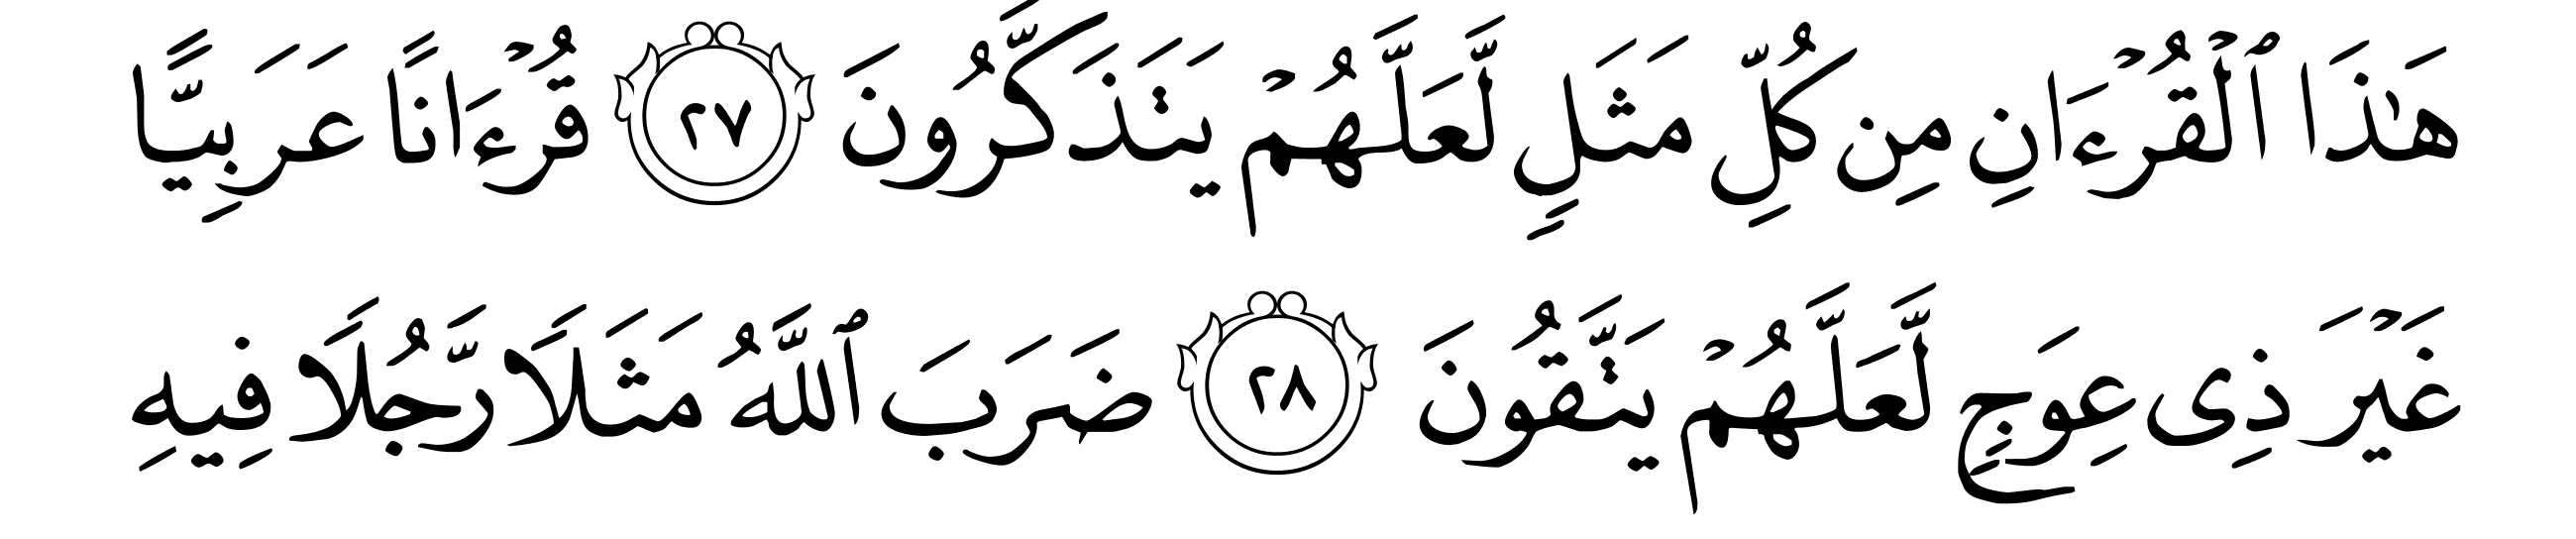 هَـٰذَا ٱلْقُرْءَانِ مِن كُلِّ مَثَلٍ لَّعَلَّهُمْ يَتَذَكَّرُونَ ٢٧ قُرْءَانًا عَرَبِيًّا
غَيْرَ ذِى عِوَجٍ لَّعَلَّهُمْ يَتَّقُونَ ٢٨ ضَرَبَ ٱللَّهُ مَثَلًا رَّجُلًا فِيهِ